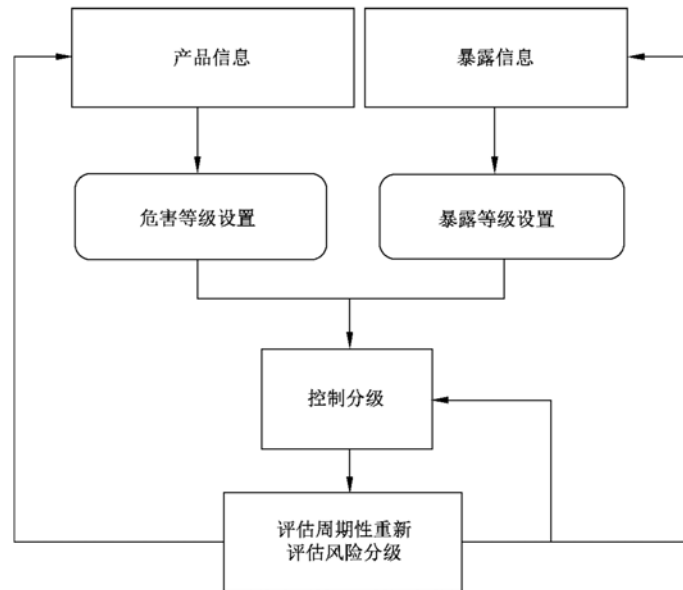 产品信息
暴露信息
危害等级设置
暴露等级设置
控制分级
评估周期性重新
评估风险分级